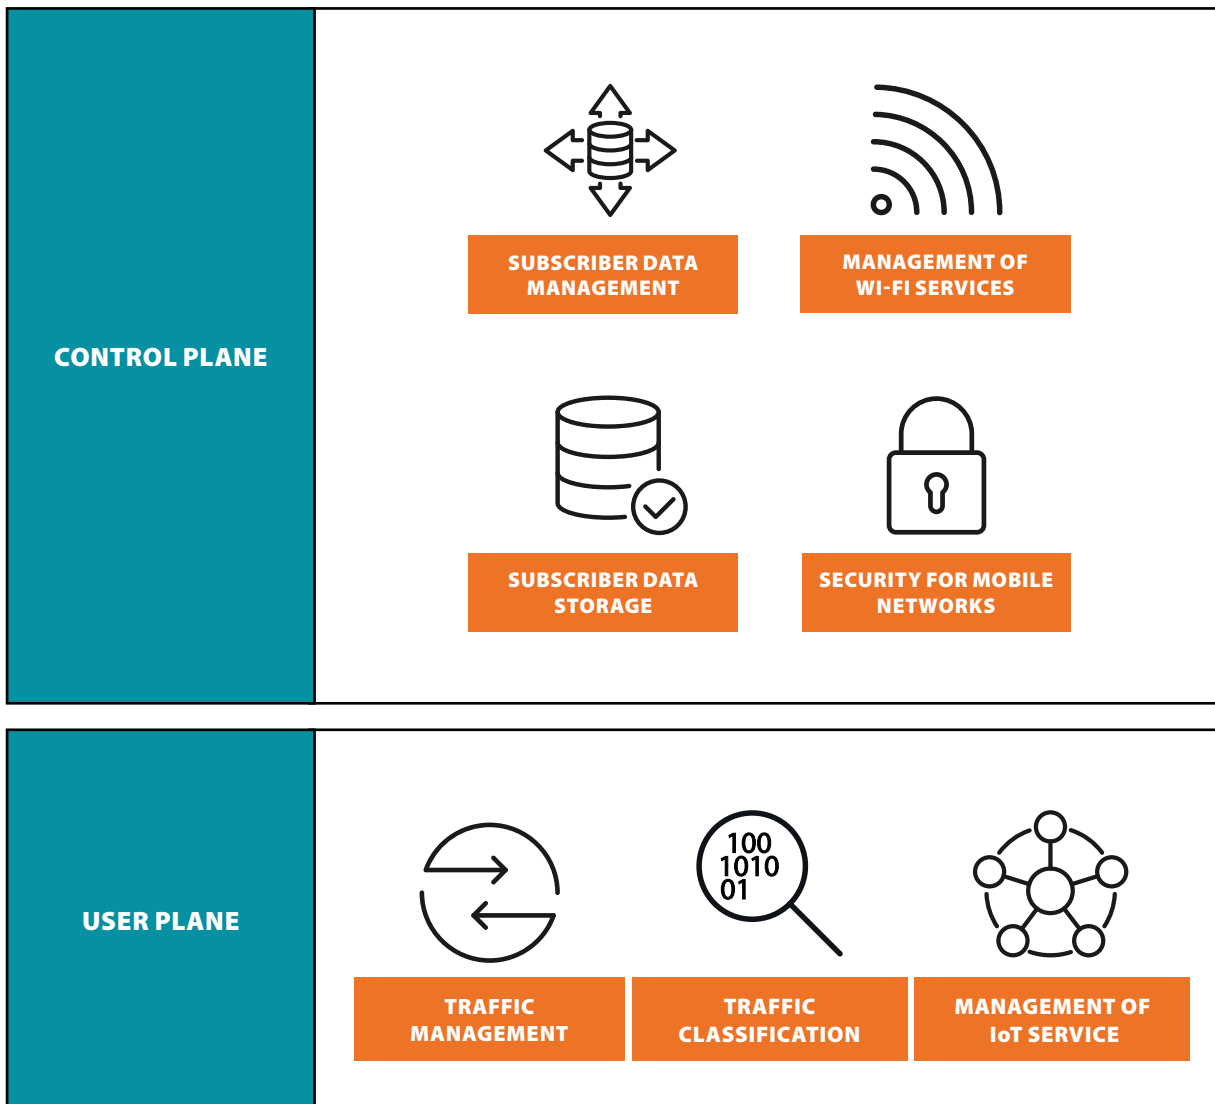 CONTROL PLANE
SUBSCRIBER DATA
MANAGEMENT
MANAGEMENT OF
WI-FI SERVICES
SUBSCRIBER DATA
STORAGE
SECURITY FOR MOBILE
NETWORKS
USER PLANE
100
1010
01
TRAFFIC
MANAGEMENT
TRAFFIC
CLASSIFICATION
MANAGEMENT OF
IoT SERVICE